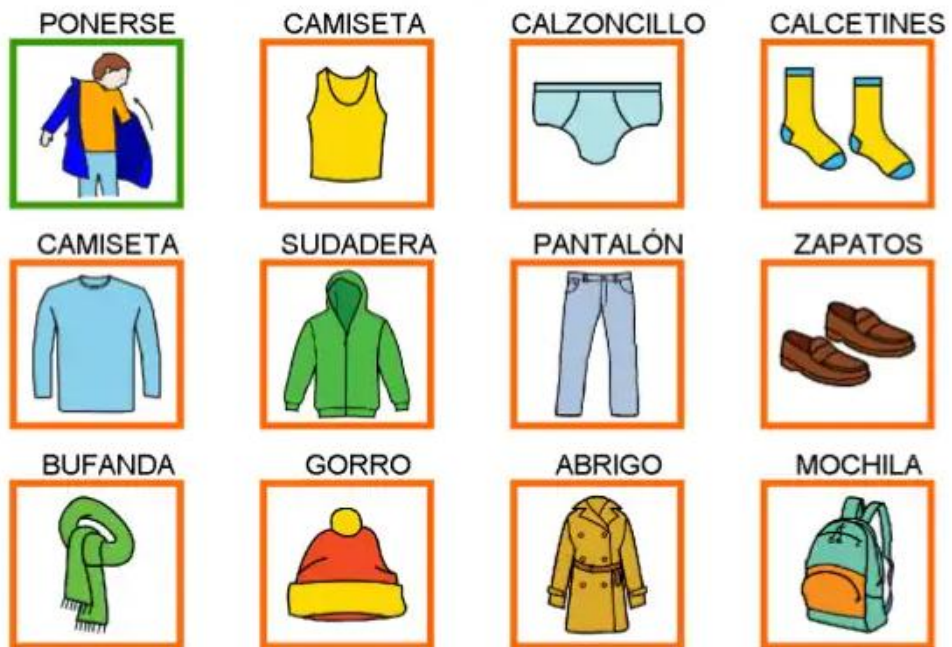 PONERSE CAMISETA CALZONCILLO CALCETINES
CAMISETA SUDADERA PANTALÓN ZAPATOS
BUFANDA GORRO ABRIGO MOCHILA